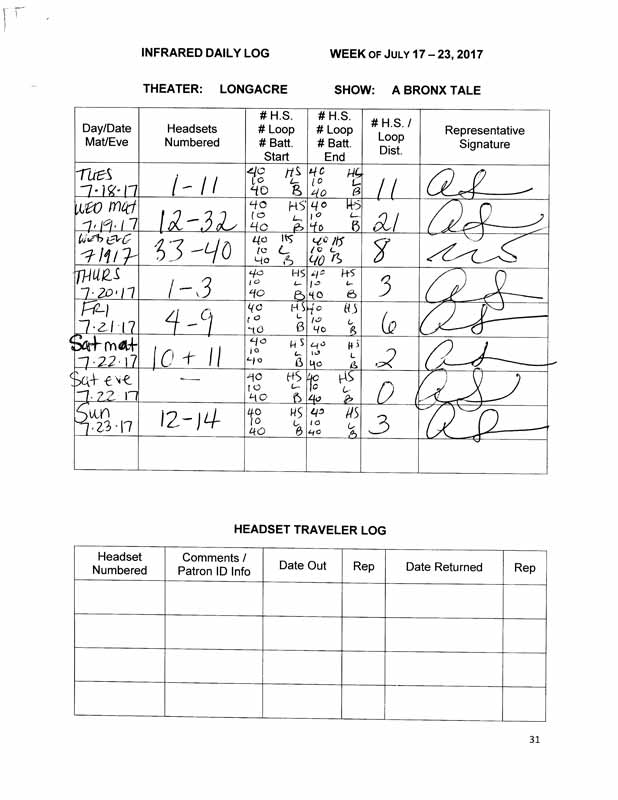 INFRARED DAILY LOG WEEK OF JULY 17 – 23, 2017
THEATER: LONGACRE SHOW: A BRONX TALE
Day/Date Mat/Eve Headsets Numbered # H.S. # Loop # Batt. Start # H.S. # Loop # Batt. End # H.S. / Loop Dist. Representative Signature
TUES 7-18-17 1-11 40 HS 10 L 40 B 40 HS 10 L 40 B 11
WED Mat 7-19-17 12-32 40 HS 10 L 40 B 40 HS 10 L 40 B 21
Wed EVE 7/19/7 33-40 40 HS 10 L 40 B 40 HS 10 L 40 B 8
THURS 7-20-17 1-3 40 HS 10 L 40 B 40 HS 10 L 40 B 3
FRI 7-21-17 4-9 40 HS 10 L 40 B 40 HS 10 L 40 B 6
Sat mat 7-22-17 10 + 11 40 HS 10 L 40 B 40 HS 10 L 40 B 2
Sat eve 7-22 17 — 40 HS 10 L 40 B 40 HS 10 L 40 B 0
Sun 7-23-17 12-14 40 HS 10 L 40 B 40 HS 10 L 40 B 3
HEADSET TRAVELER LOG
Headset Numbered Comments / Patron ID Info Date Out Rep Date Returned Rep
31